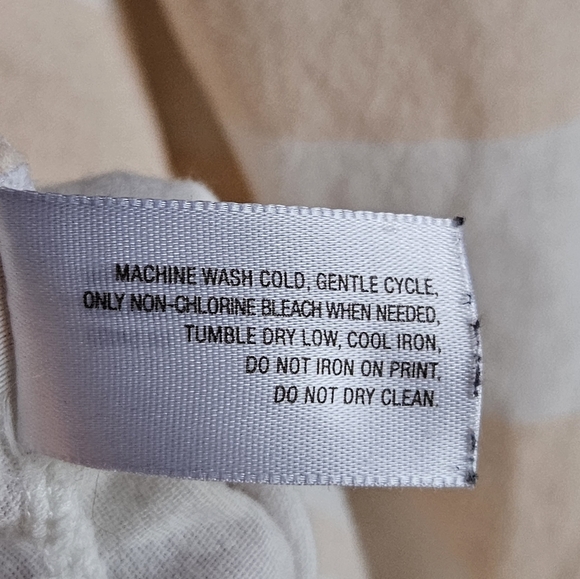 MACHINE WASH COLD, GENTLE CYCLE,
ONLY NON-CHLORINE BLEACH WHEN NEEDED,
TUMBLE DRY LOW, COOL IRON,
DO NOT IRON ON PRINT,
DO NOT DRY CLEAN.